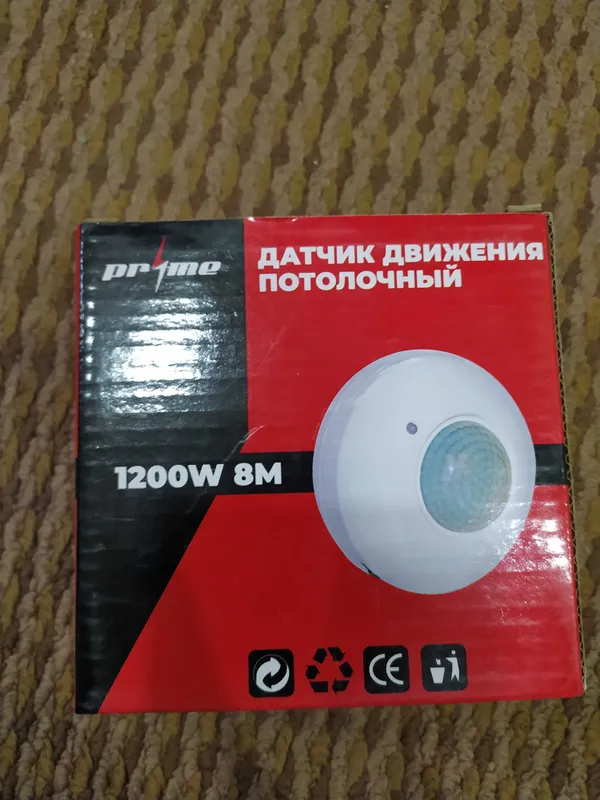 prime
ДАТЧИК ДВИЖЕНИЯ
ПОТОЛОЧНЫЙ
1200W 8M
CE